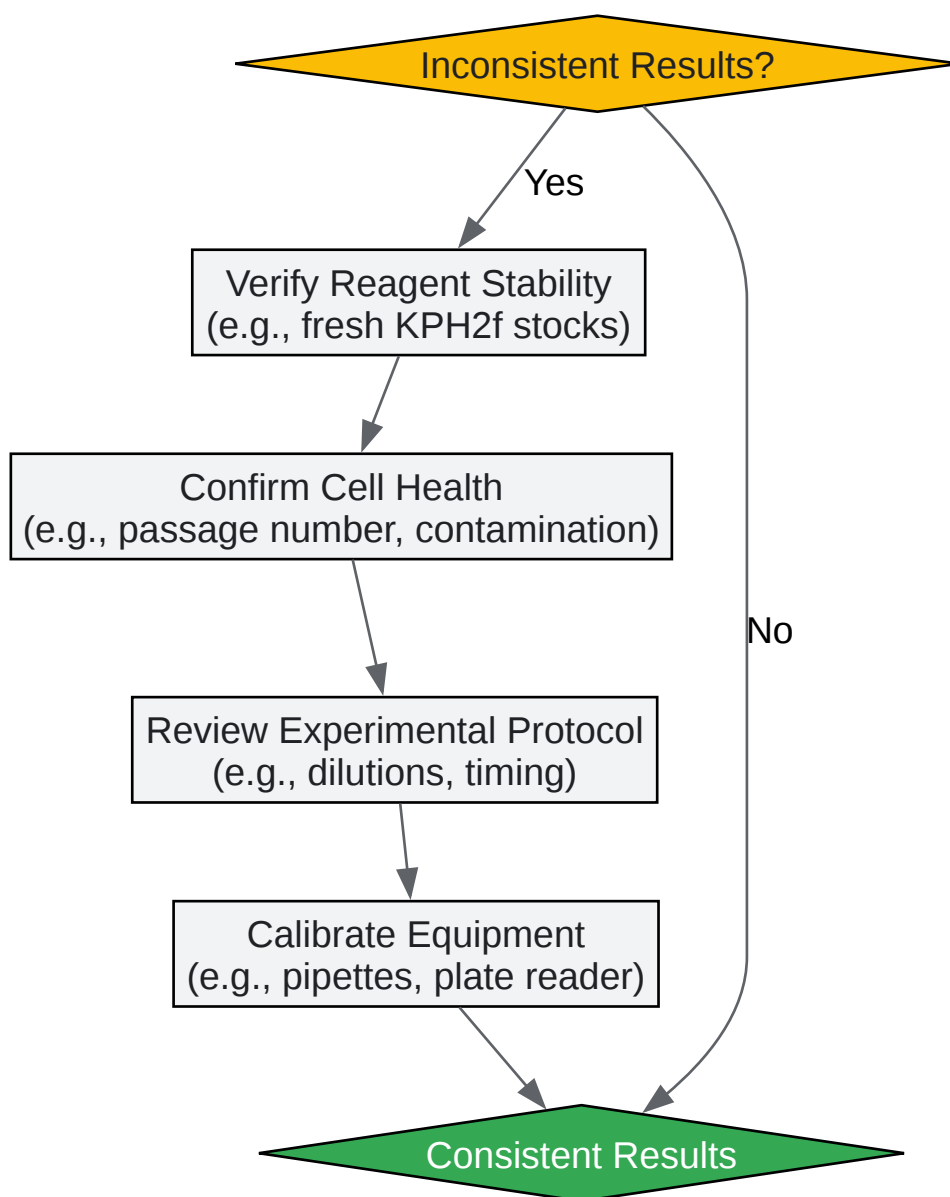 Inconsistent Results?
Yes
Verify Reagent Stability
(e.g., fresh KPH2f stocks)
Confirm Cell Health
(e.g., passage number, contamination)
No
Review Experimental Protocol
(e.g., dilutions, timing)
Calibrate Equipment
(e.g., pipettes, plate reader)
Consistent Results